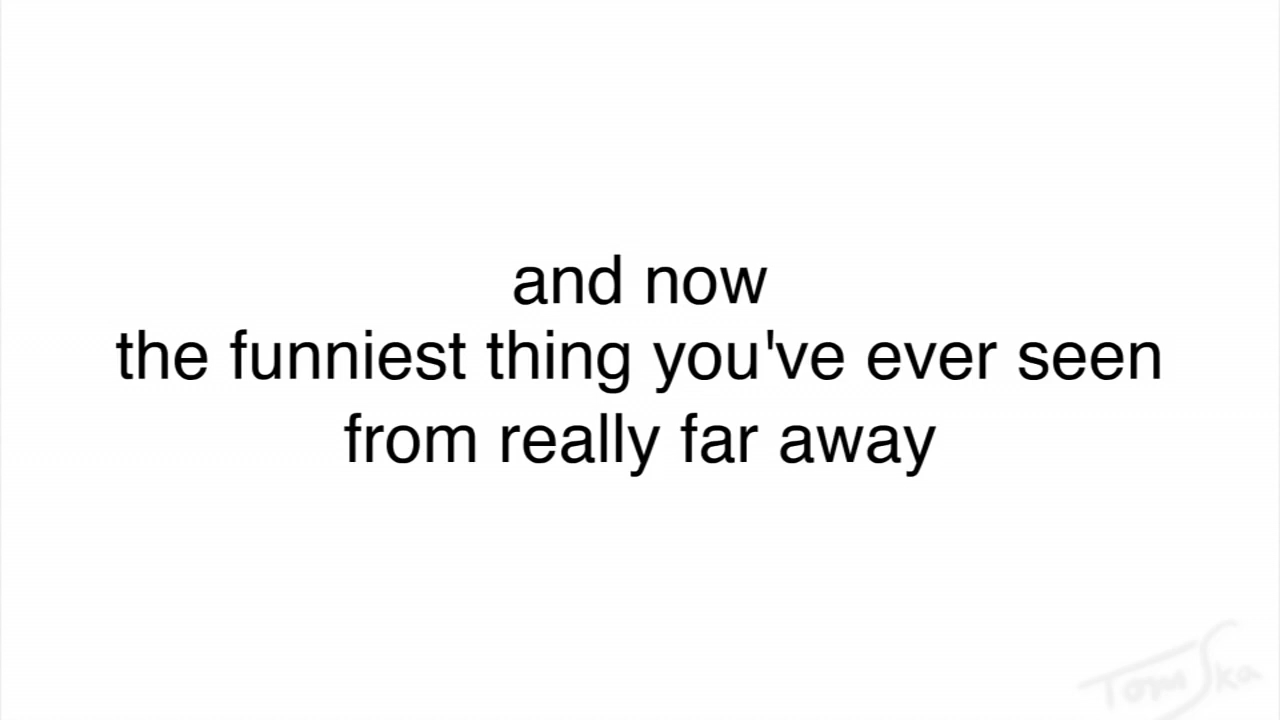 and now
the funniest thing you've ever seen
from really far away
TomSka